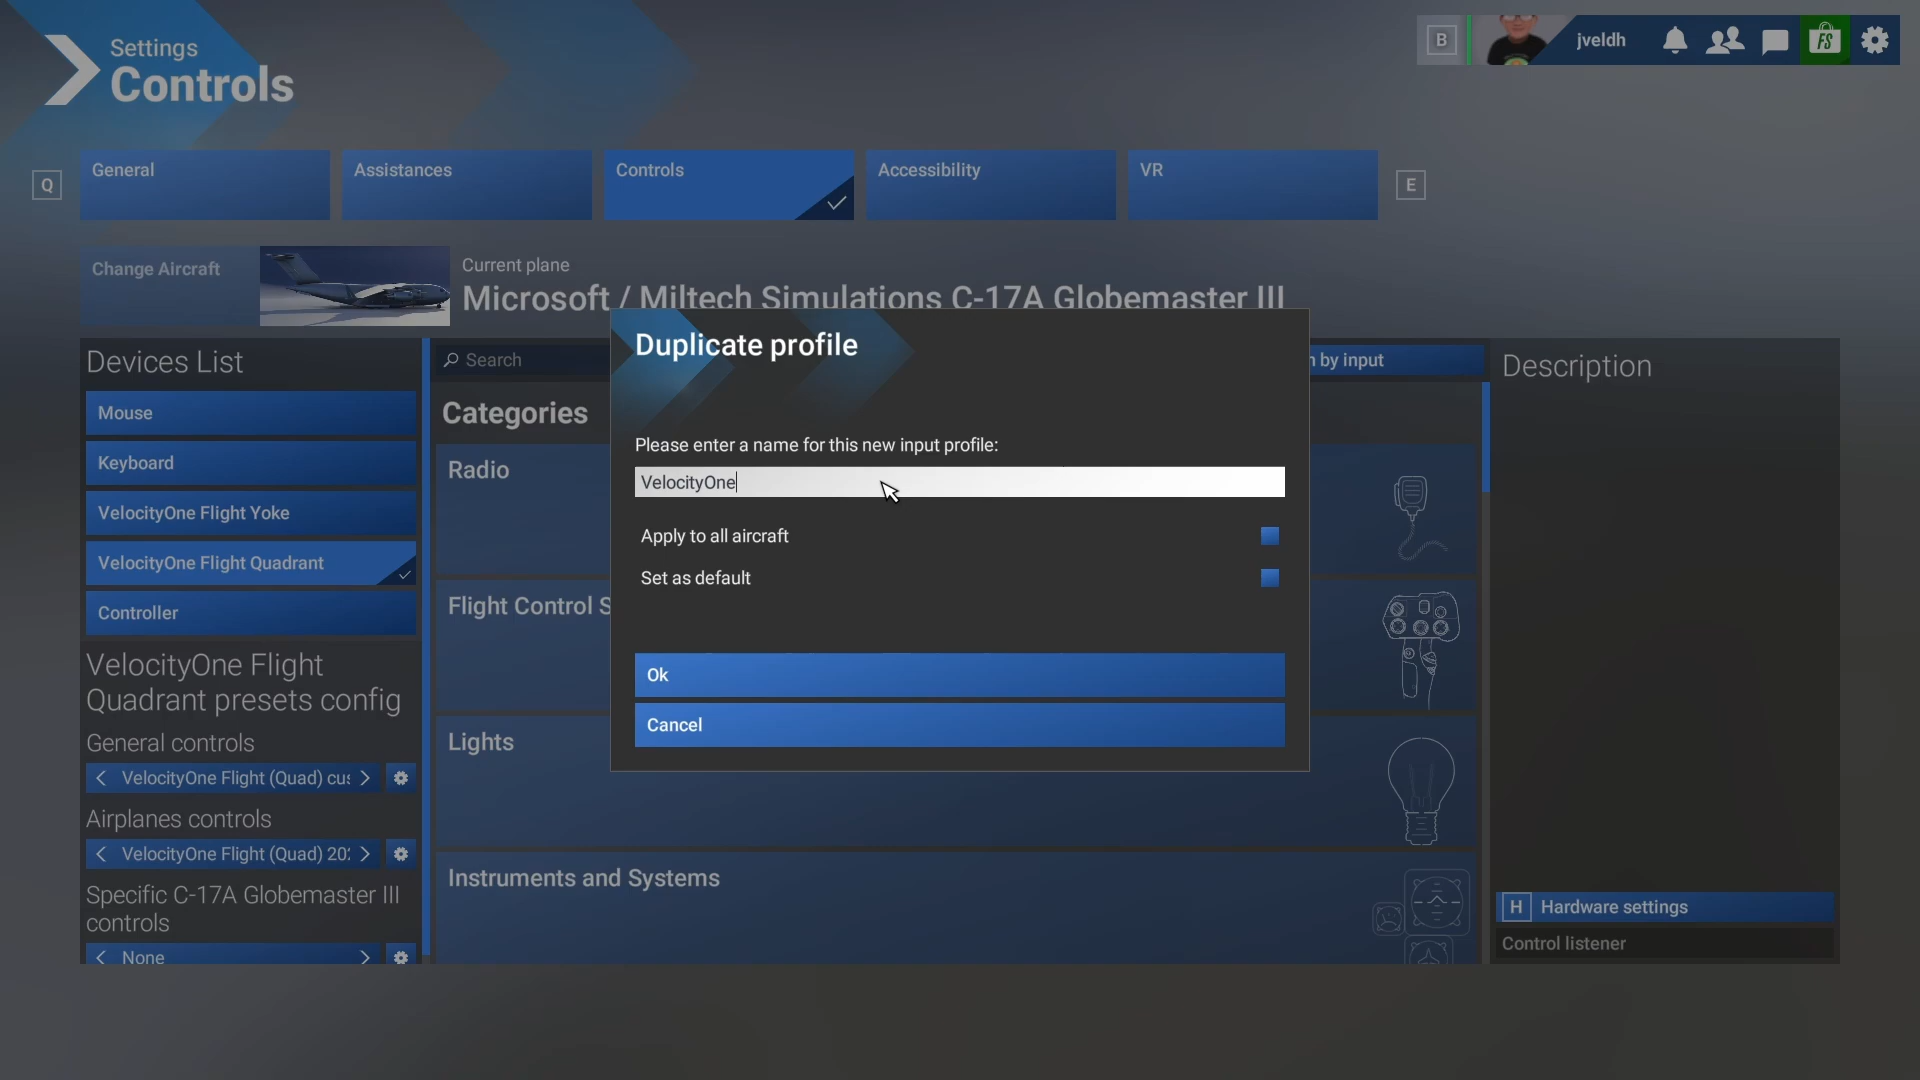 Settings
Controls
B
jveldh
FS
Q
General
Assistances
Controls
Accessibility
VR
E
Change Aircraft
Current plane
Microsoft / Miltech Simulations C-17A Globemaster III
Devices List
Mouse
Keyboard
VelocityOne Flight Yoke
VelocityOne Flight Quadrant
Controller
VelocityOne Flight
Quadrant presets config
General controls
VelocityOne Flight (Quad) cus
Airplanes controls
VelocityOne Flight (Quad) 202
Specific C-17A Globemaster III
controls
None
Search
by input
Categories
Radio
Flight Control S
Lights
Instruments and Systems
Duplicate profile
Please enter a name for this new input profile:
VelocityOne
Apply to all aircraft
Set as default
Ok
Cancel
Description
H Hardware settings
Control listener